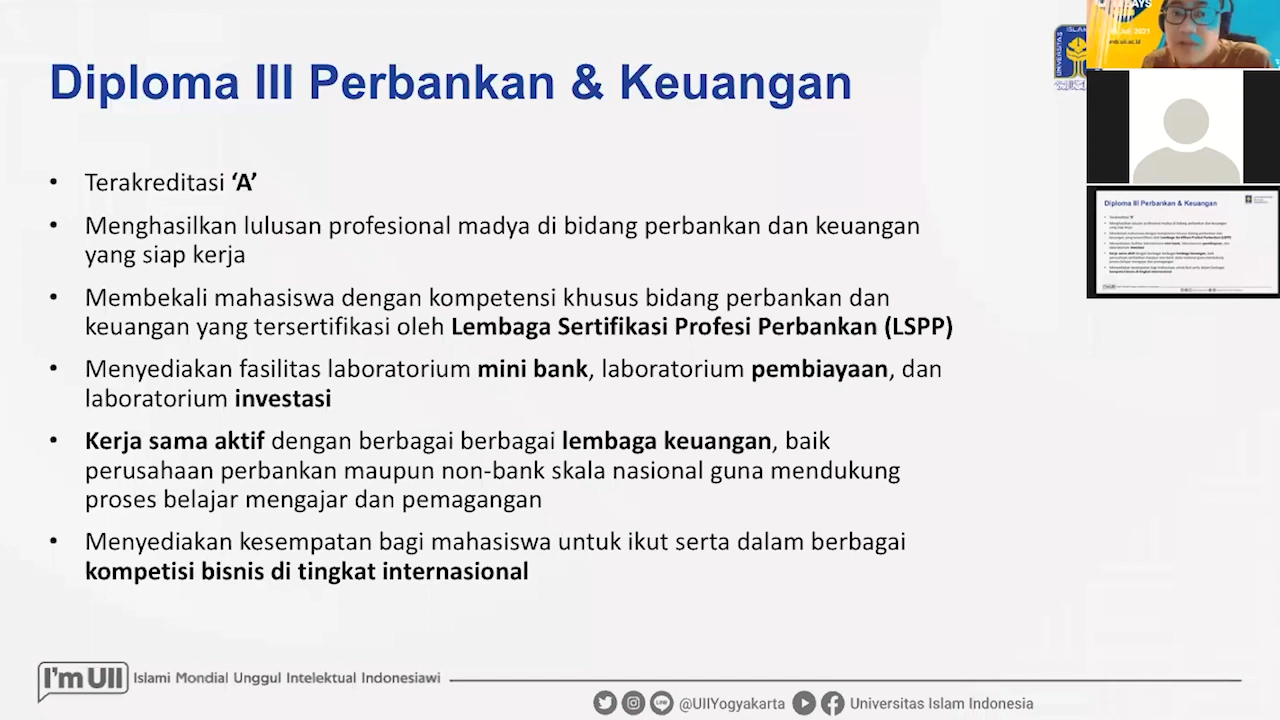 Diploma III Perbankan & Keuangan
• Terakreditasi ‘A’
• Menghasilkan lulusan profesional madya di bidang perbankan dan keuangan
yang siap kerja
• Membekali mahasiswa dengan kompetensi khusus bidang perbankan dan
keuangan yang tersertifikasi oleh Lembaga Sertifikasi Profesi Perbankan (LSPP)
• Menyediakan fasilitas laboratorium mini bank, laboratorium pembiayaan, dan
laboratorium investasi
• Kerja sama aktif dengan berbagai berbagai lembaga keuangan, baik
perusahaan perbankan maupun non-bank skala nasional guna mendukung
proses belajar mengajar dan pemagangan
• Menyediakan kesempatan bagi mahasiswa untuk ikut serta dalam berbagai
kompetisi bisnis di tingkat internasional
I'm UII Islami Mondial Unggul Intelektual Indonesiawi
@UIIYogyakarta Universitas Islam Indonesia
Diploma III Perbankan & Keuangan